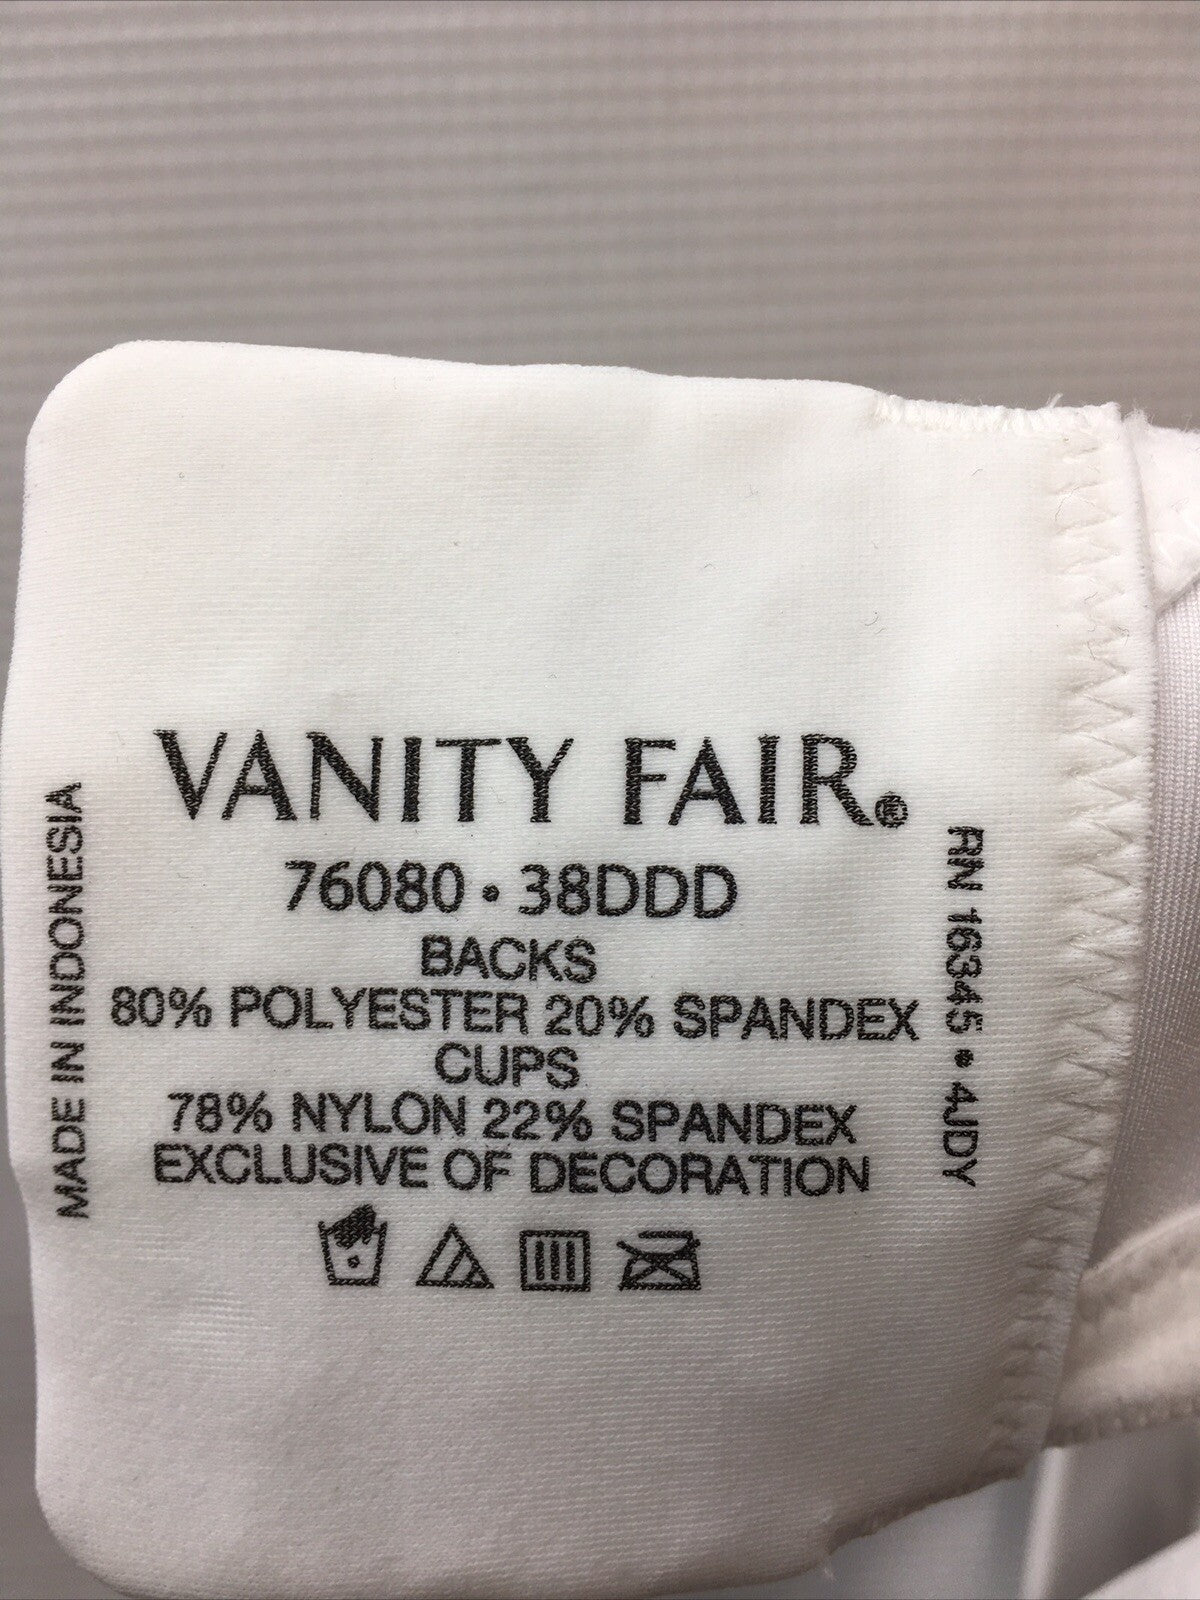 VANITY FAIR®
76080 • 38DDD
BACKS
80% POLYESTER 20% SPANDEX
CUPS
78% NYLON 22% SPANDEX
EXCLUSIVE OF DECORATION
MADE IN INDONESIA
RN 16345 • 4JDY